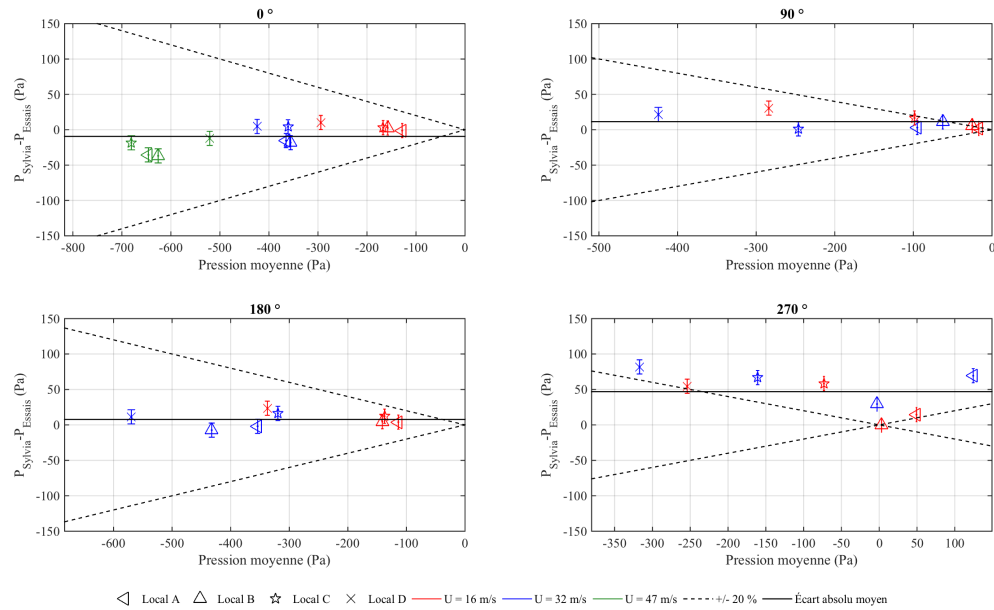 0 °
150
100
50
0
-50
-100
-150
-800 -700 -600 -500 -400 -300 -200 -100 0
Pression moyenne (Pa)
P_Sylvia-P_Essais (Pa)
90 °
150
100
50
0
-50
-100
-150
-500 -400 -300 -200 -100 0
Pression moyenne (Pa)
P_Sylvia-P_Essais (Pa)
180 °
150
100
50
0
-50
-100
-150
-600 -500 -400 -300 -200 -100 0
Pression moyenne (Pa)
P_Sylvia-P_Essais (Pa)
270 °
150
100
50
0
-50
-100
-150
-350 -300 -250 -200 -150 -100 -50 0 50 100
Pression moyenne (Pa)
P_Sylvia-P_Essais (Pa)
Local A Local B Local C Local D U = 16 m/s U = 32 m/s U = 47 m/s +/- 20 % Écart absolu moyen